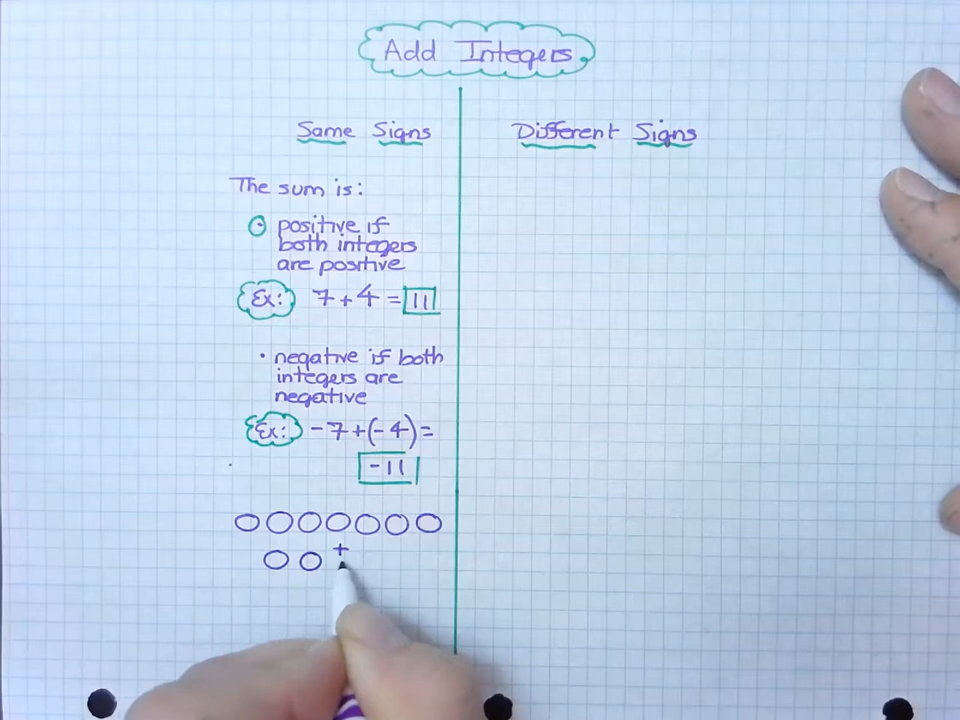 Add Integers
Same Signs
Different Signs
The sum is:
• positive if
both integers
are positive
Ex: 7 + 4 = 11
• negative if both
integers are
negative
Ex: -7 + (-4) =
-11
+